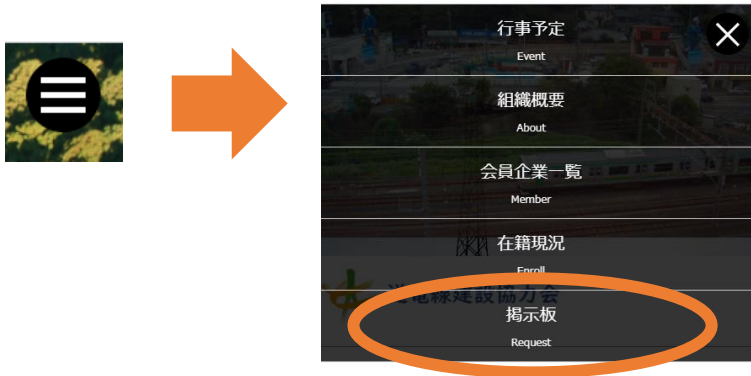 行事予定
Event
組織概要
About
会員企業一覧
Member
在籍現況
Enroll
送電線建設協力会
掲示板
Request